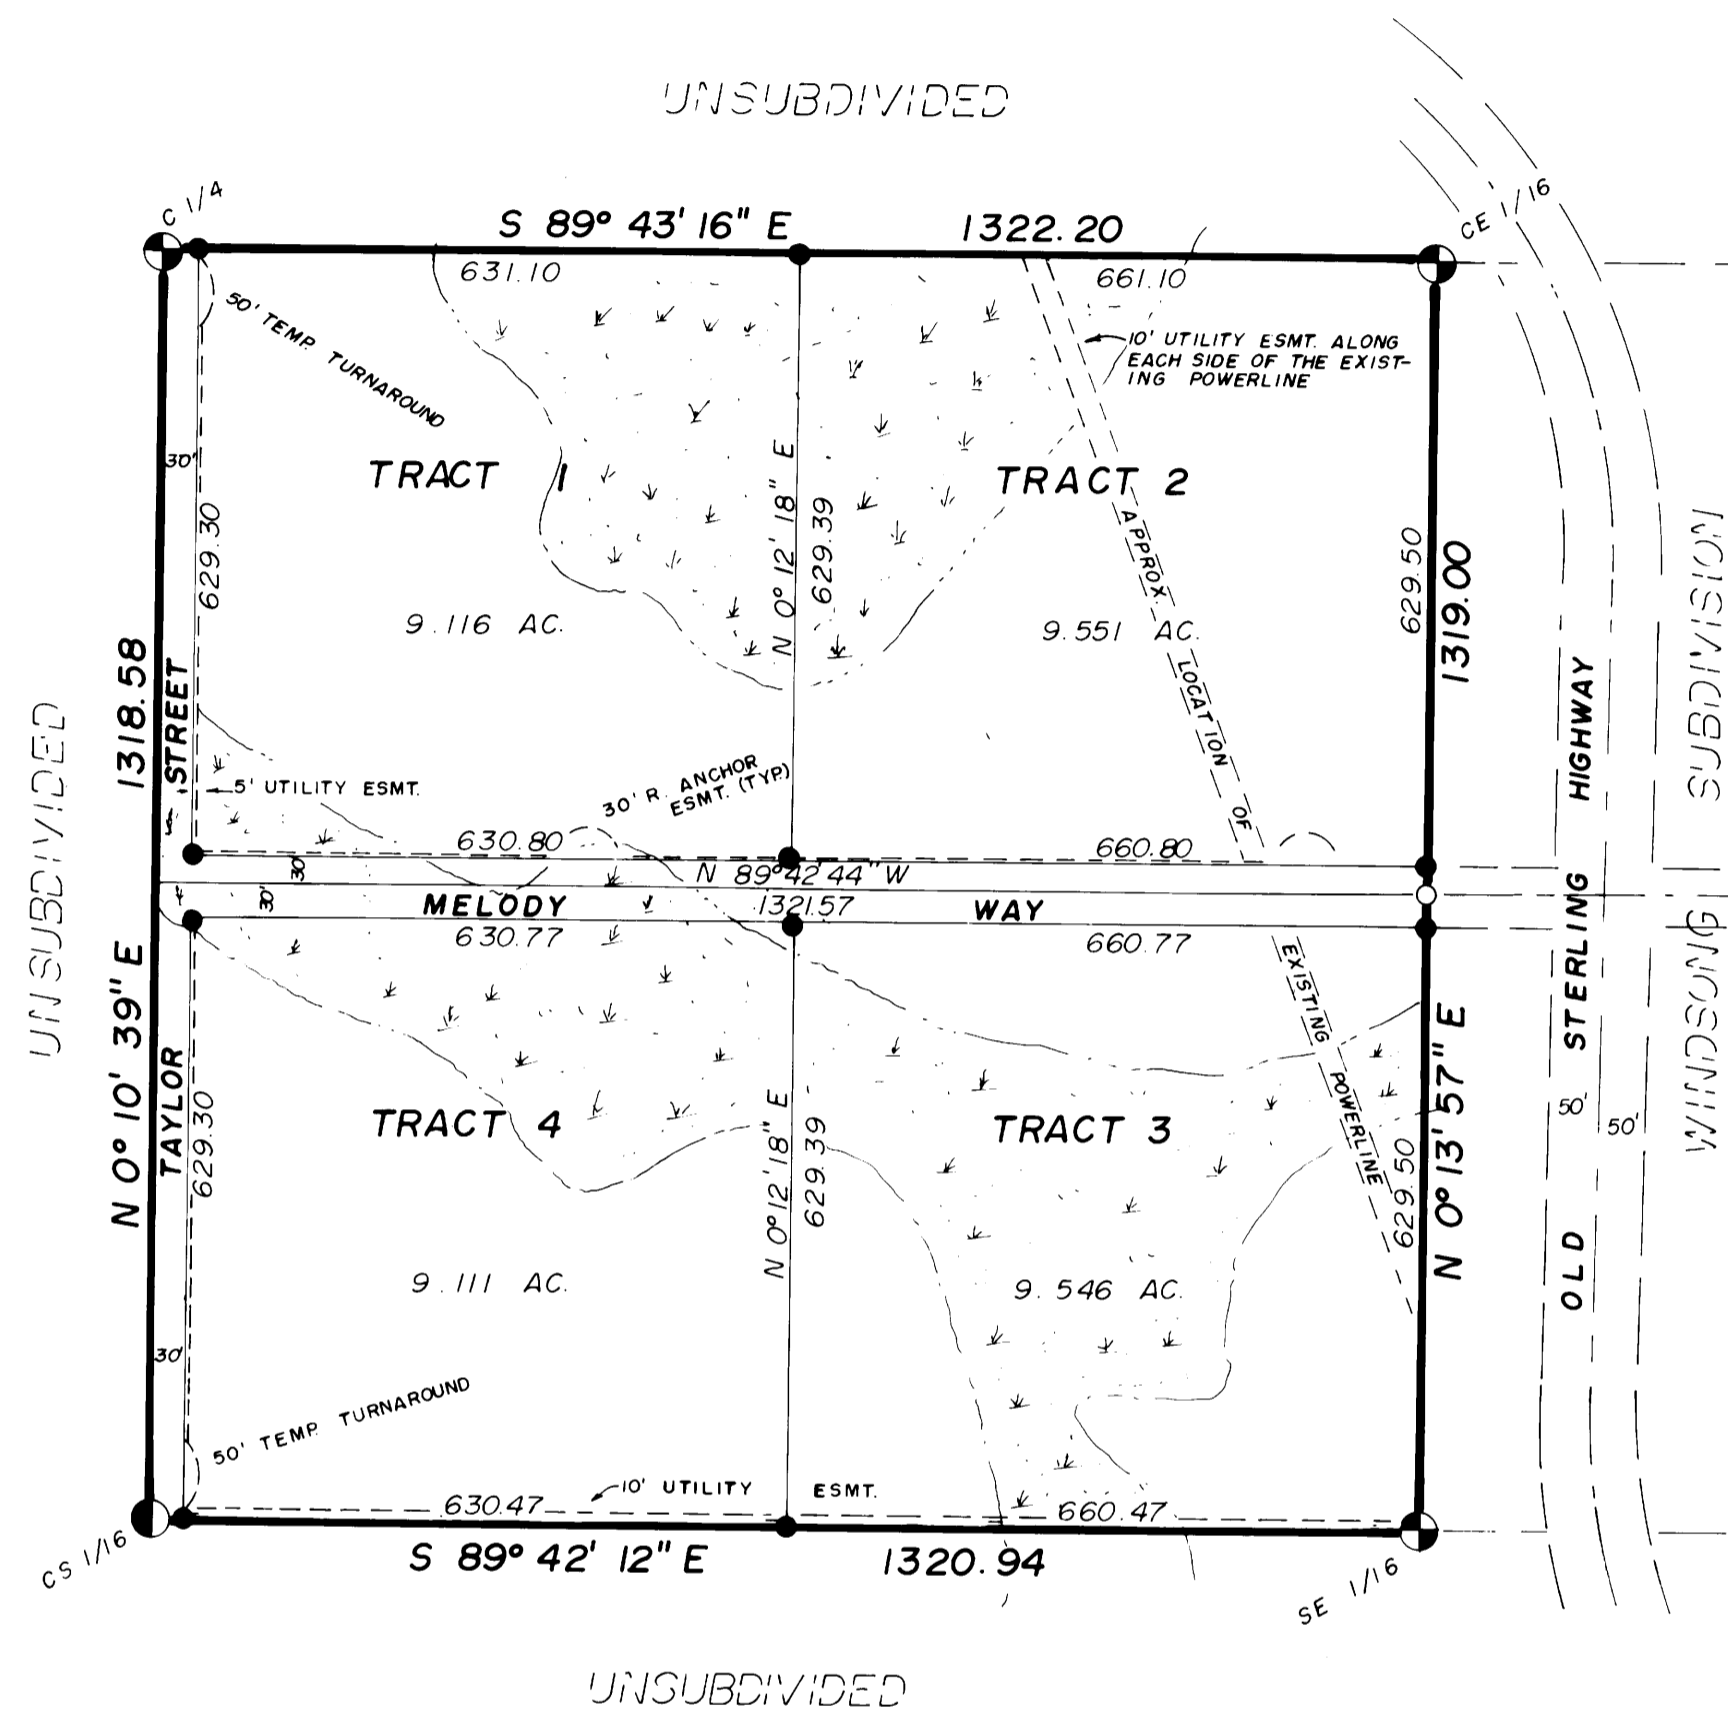 UNSUBDIVIDED
C 1/4
S 89° 43' 16" E 1322.20
CE 1/16
631.10
661.10
50' TEMP. TURNAROUND
10' UTILITY ESMT. ALONG
EACH SIDE OF THE EXIST-
ING POWERLINE
30'
TRACT 1
TRACT 2
N 0° 12' 18" E
629.39
629.30
629.50
1319.00
9.116 AC.
9.551 AC.
APPROX. LOCATION OF
1318.58
STREET
UNSUBDIVIDED
5' UTILITY ESMT.
30' R. ANCHOR
ESMT. (TYP.)
630.80
660.80
30'
N 89° 42' 44" W
30'
MELODY WAY
1321.57
630.77
660.77
EXISTING POWERLINE
OLD STERLING HIGHWAY
WINDSONG SUBDIVISION
N 0° 10' 39" E
TAYLOR
629.30
TRACT 4
TRACT 3
N 0° 12' 18" E
629.39
629.50
N 0° 13' 57" E
50'
50'
9.111 AC.
9.546 AC.
30'
50' TEMP. TURNAROUND
10' UTILITY ESMT.
630.47
660.47
CS 1/16
S 89° 42' 12" E 1320.94
SE 1/16
UNSUBDIVIDED